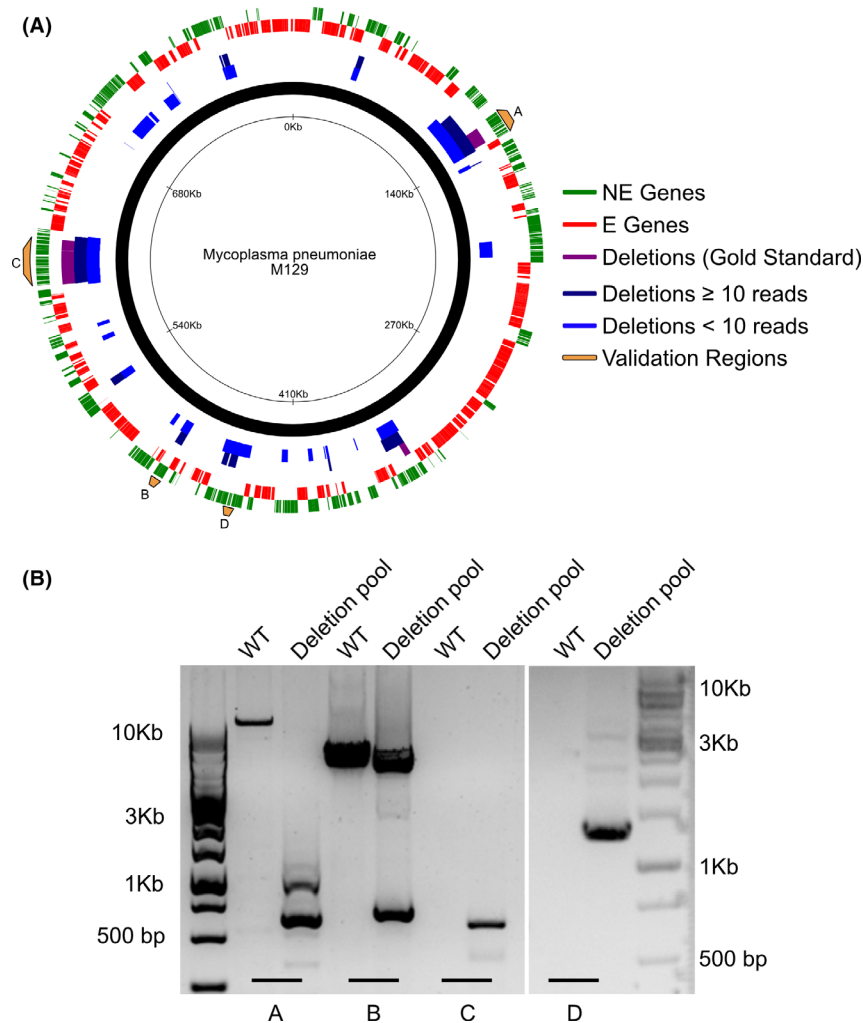 (A)
0Kb
140Kb
270Kb
410Kb
540Kb
680Kb
Mycoplasma pneumoniae
M129
A
B
C
D
NE Genes
E Genes
Deletions (Gold Standard)
Deletions ≥ 10 reads
Deletions < 10 reads
Validation Regions
(B)
WT
Deletion pool
WT
Deletion pool
WT
Deletion pool
WT
Deletion pool
10Kb
3Kb
1Kb
500 bp
10Kb
3Kb
1Kb
500 bp
A
B
C
D